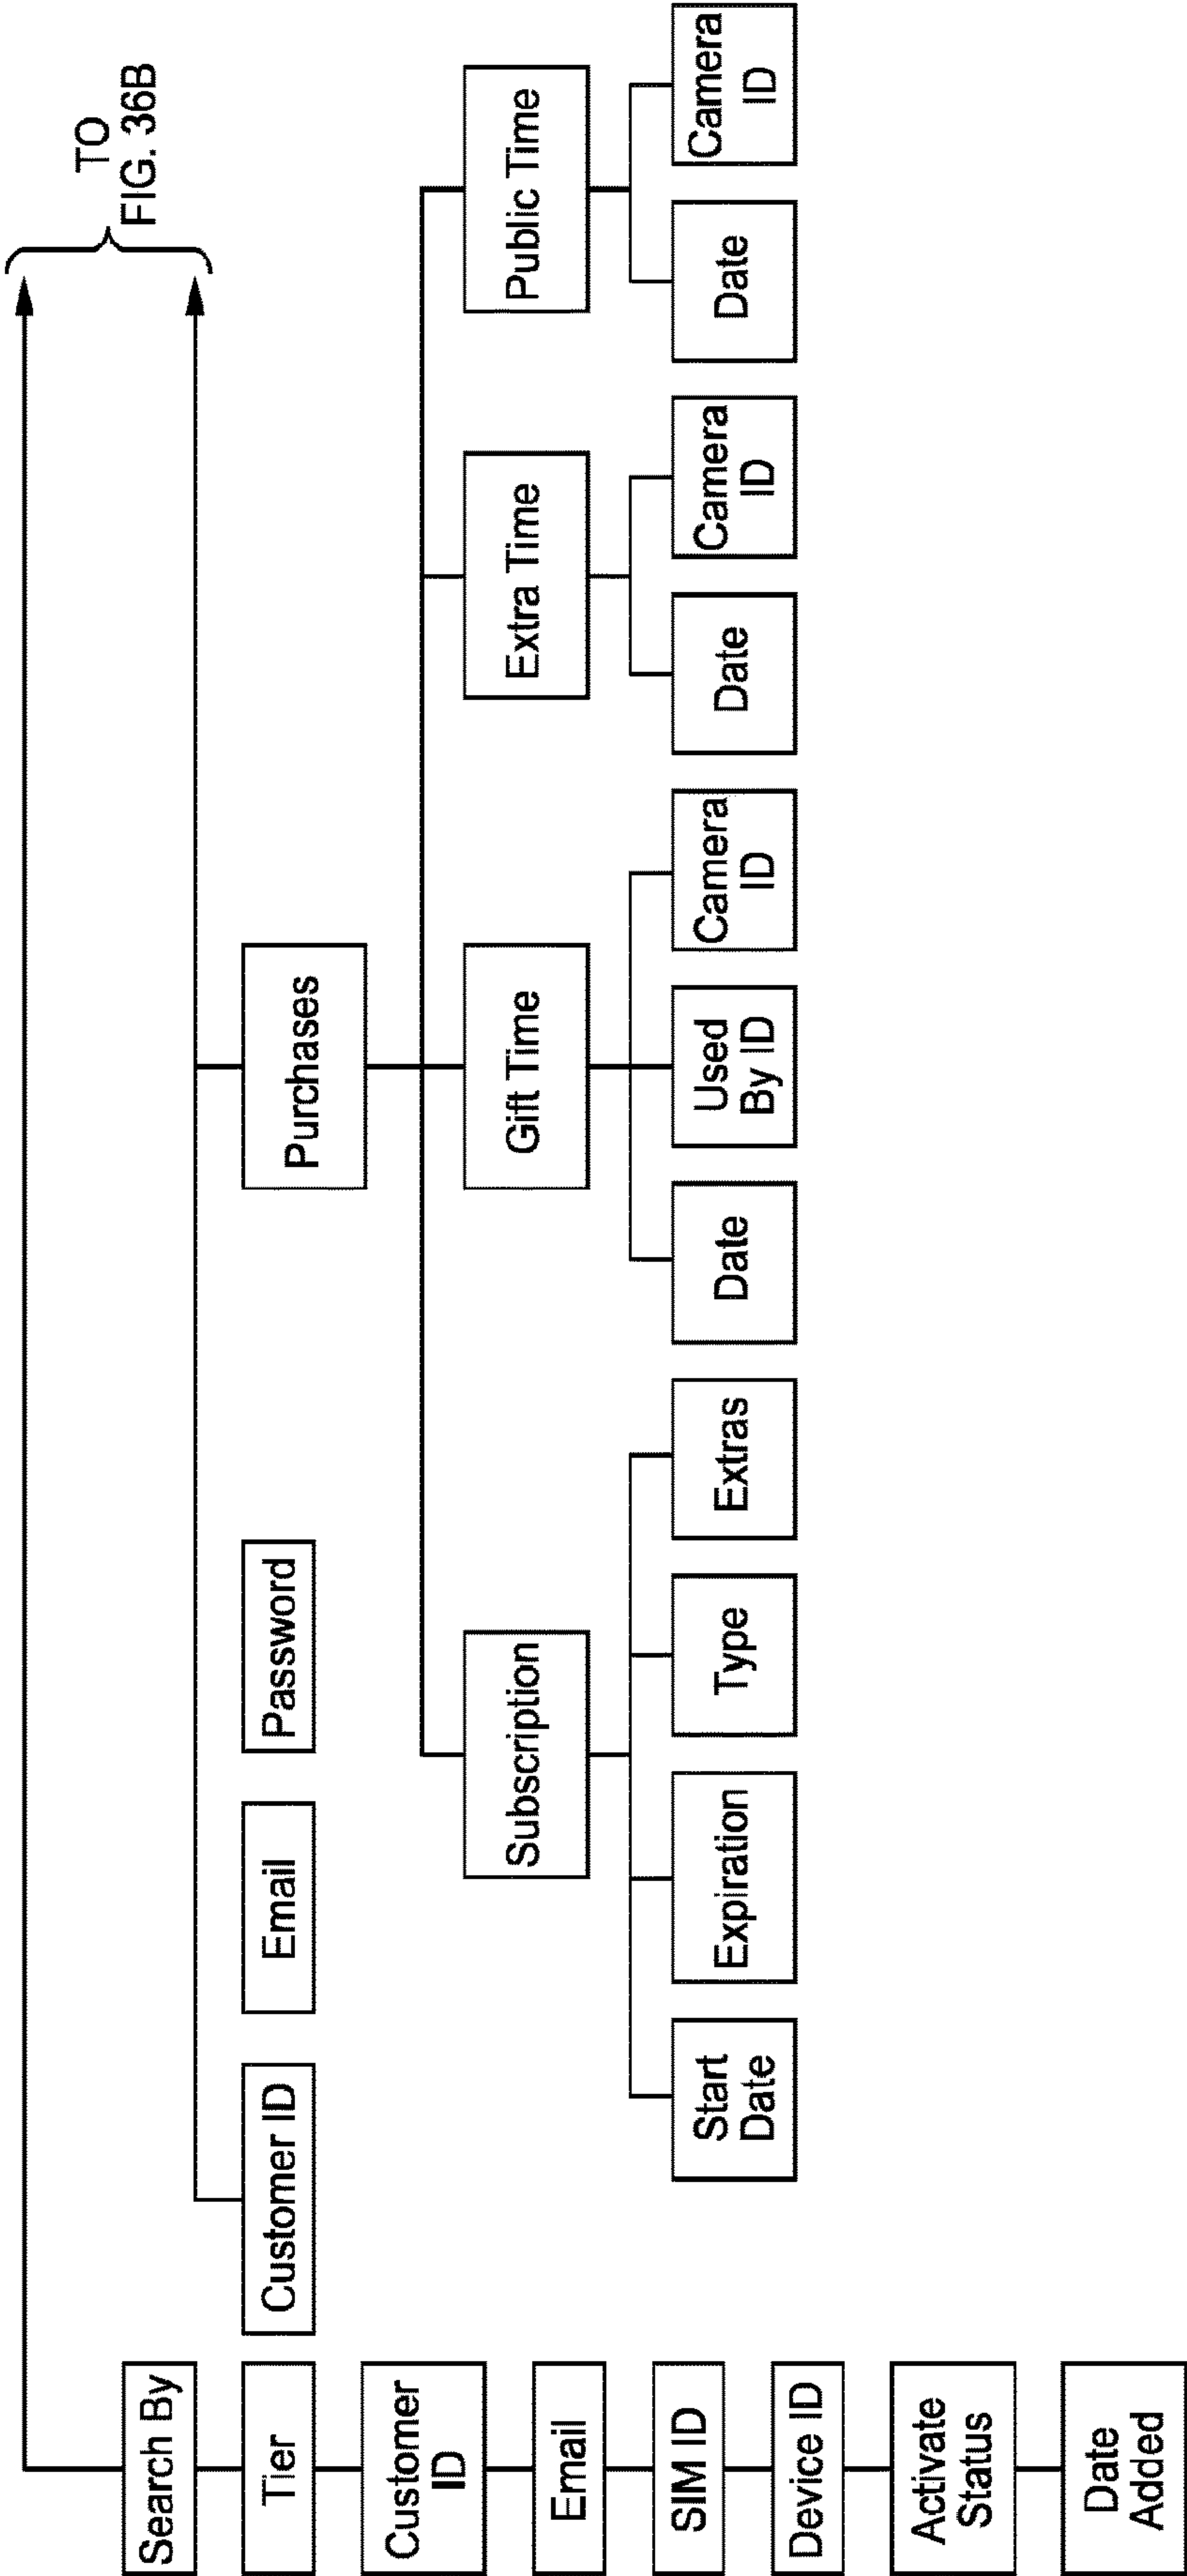 TO
FIG. 36B
Search By
Tier
Customer
ID
Email
SIM ID
Device ID
Activate
Status
Date
Added
Customer ID
Email
Password
Purchases
Subscription
Gift Time
Extra Time
Public Time
Start
Date
Expiration
Type
Extras
Date
Used
By ID
Camera
ID
Date
Camera
ID
Date
Camera
ID